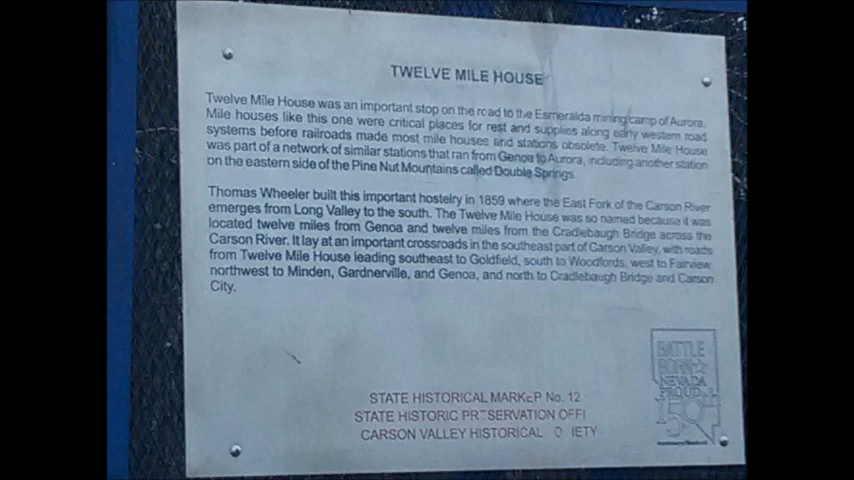 TWELVE MILE HOUSE
Twelve Mile House was an important stop on the road to the Esmeralda mining camp of Aurora.
Mile houses like this one were critical places for rest and supplies along early western road
systems before railroads made most mile houses and stations obsolete. Twelve Mile House
was part of a network of similar stations that ran from Genoa to Aurora, including another station
on the eastern side of the Pine Nut Mountains called Double Springs.
Thomas Wheeler built this important hostelry in 1859 where the East Fork of the Carson River
emerges from Long Valley to the south. The Twelve Mile House was so named because it was
located twelve miles from Genoa and twelve miles from the Cradlebaugh Bridge across the
Carson River. It lay at an important crossroads in the southeast part of Carson Valley, with roads
from Twelve Mile House leading southeast to Goldfield, south to Woodfords, west to Fairview,
northwest to Minden, Gardnerville, and Genoa, and north to Cradlebaugh Bridge and Carson
City.
BATTLE
BORN
NEVADA
PROUD
150th
STATE HISTORICAL MARKER No. 12
STATE HISTORIC PRESERVATION OFFI
CARSON VALLEY HISTORICAL O IETY